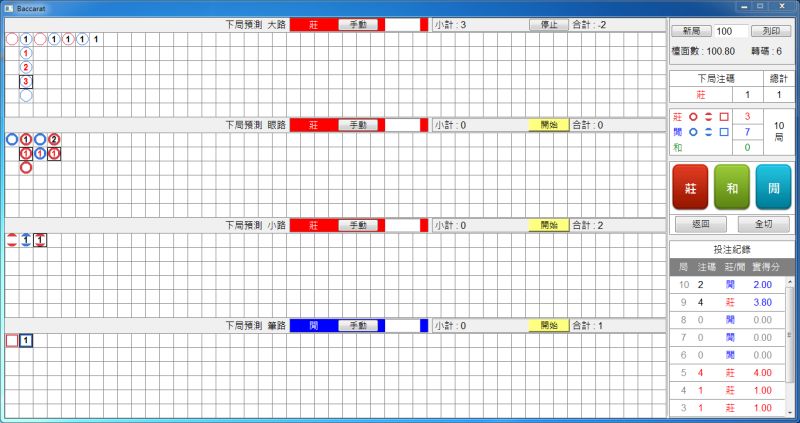 Baccarat
下局預測 大路 莊 手動 小計 : 3 停止 合計 : -2
1 1 1 1 1
1
2
3
下局預測 眼路 莊 手動 小計 : 0 開始 合計 : 0
1 2
1 1 1
下局預測 小路 莊 手動 小計 : 0 開始 合計 : 2
1 1
下局預測 筆路 閒 手動 小計 : 0 開始 合計 : 1
1
新局 100 列印
檯面數 : 100.80 轉碼 : 6
下局注碼 總計
莊 1 1
莊 3
閒 7
和 0
10
局
莊 和 閒
返回 全切
投注紀錄
局 注碼 莊/閒 實得分
10 2 閒 2.00
9 4 莊 3.80
8 0 閒 0.00
7 0 閒 0.00
6 0 閒 0.00
5 4 莊 4.00
4 1 莊 1.00
3 1 莊 1.00